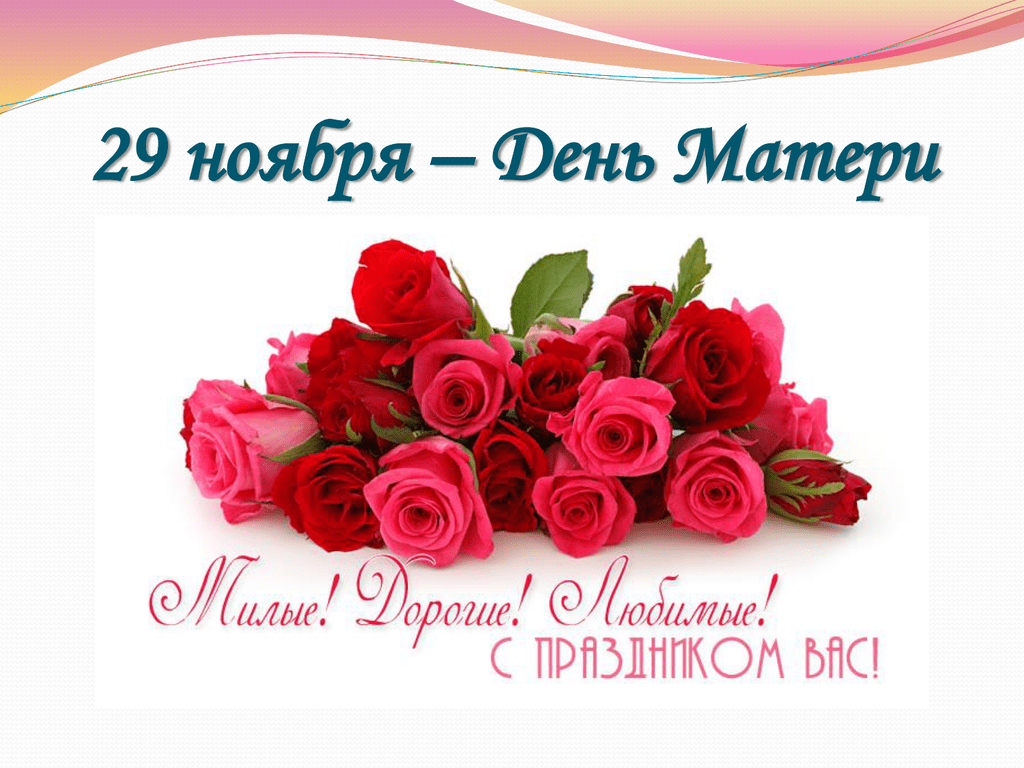 29 ноября – День Матери
Милые! Дорогие! Любимые!
С ПРАЗДНИКОМ ВАС!